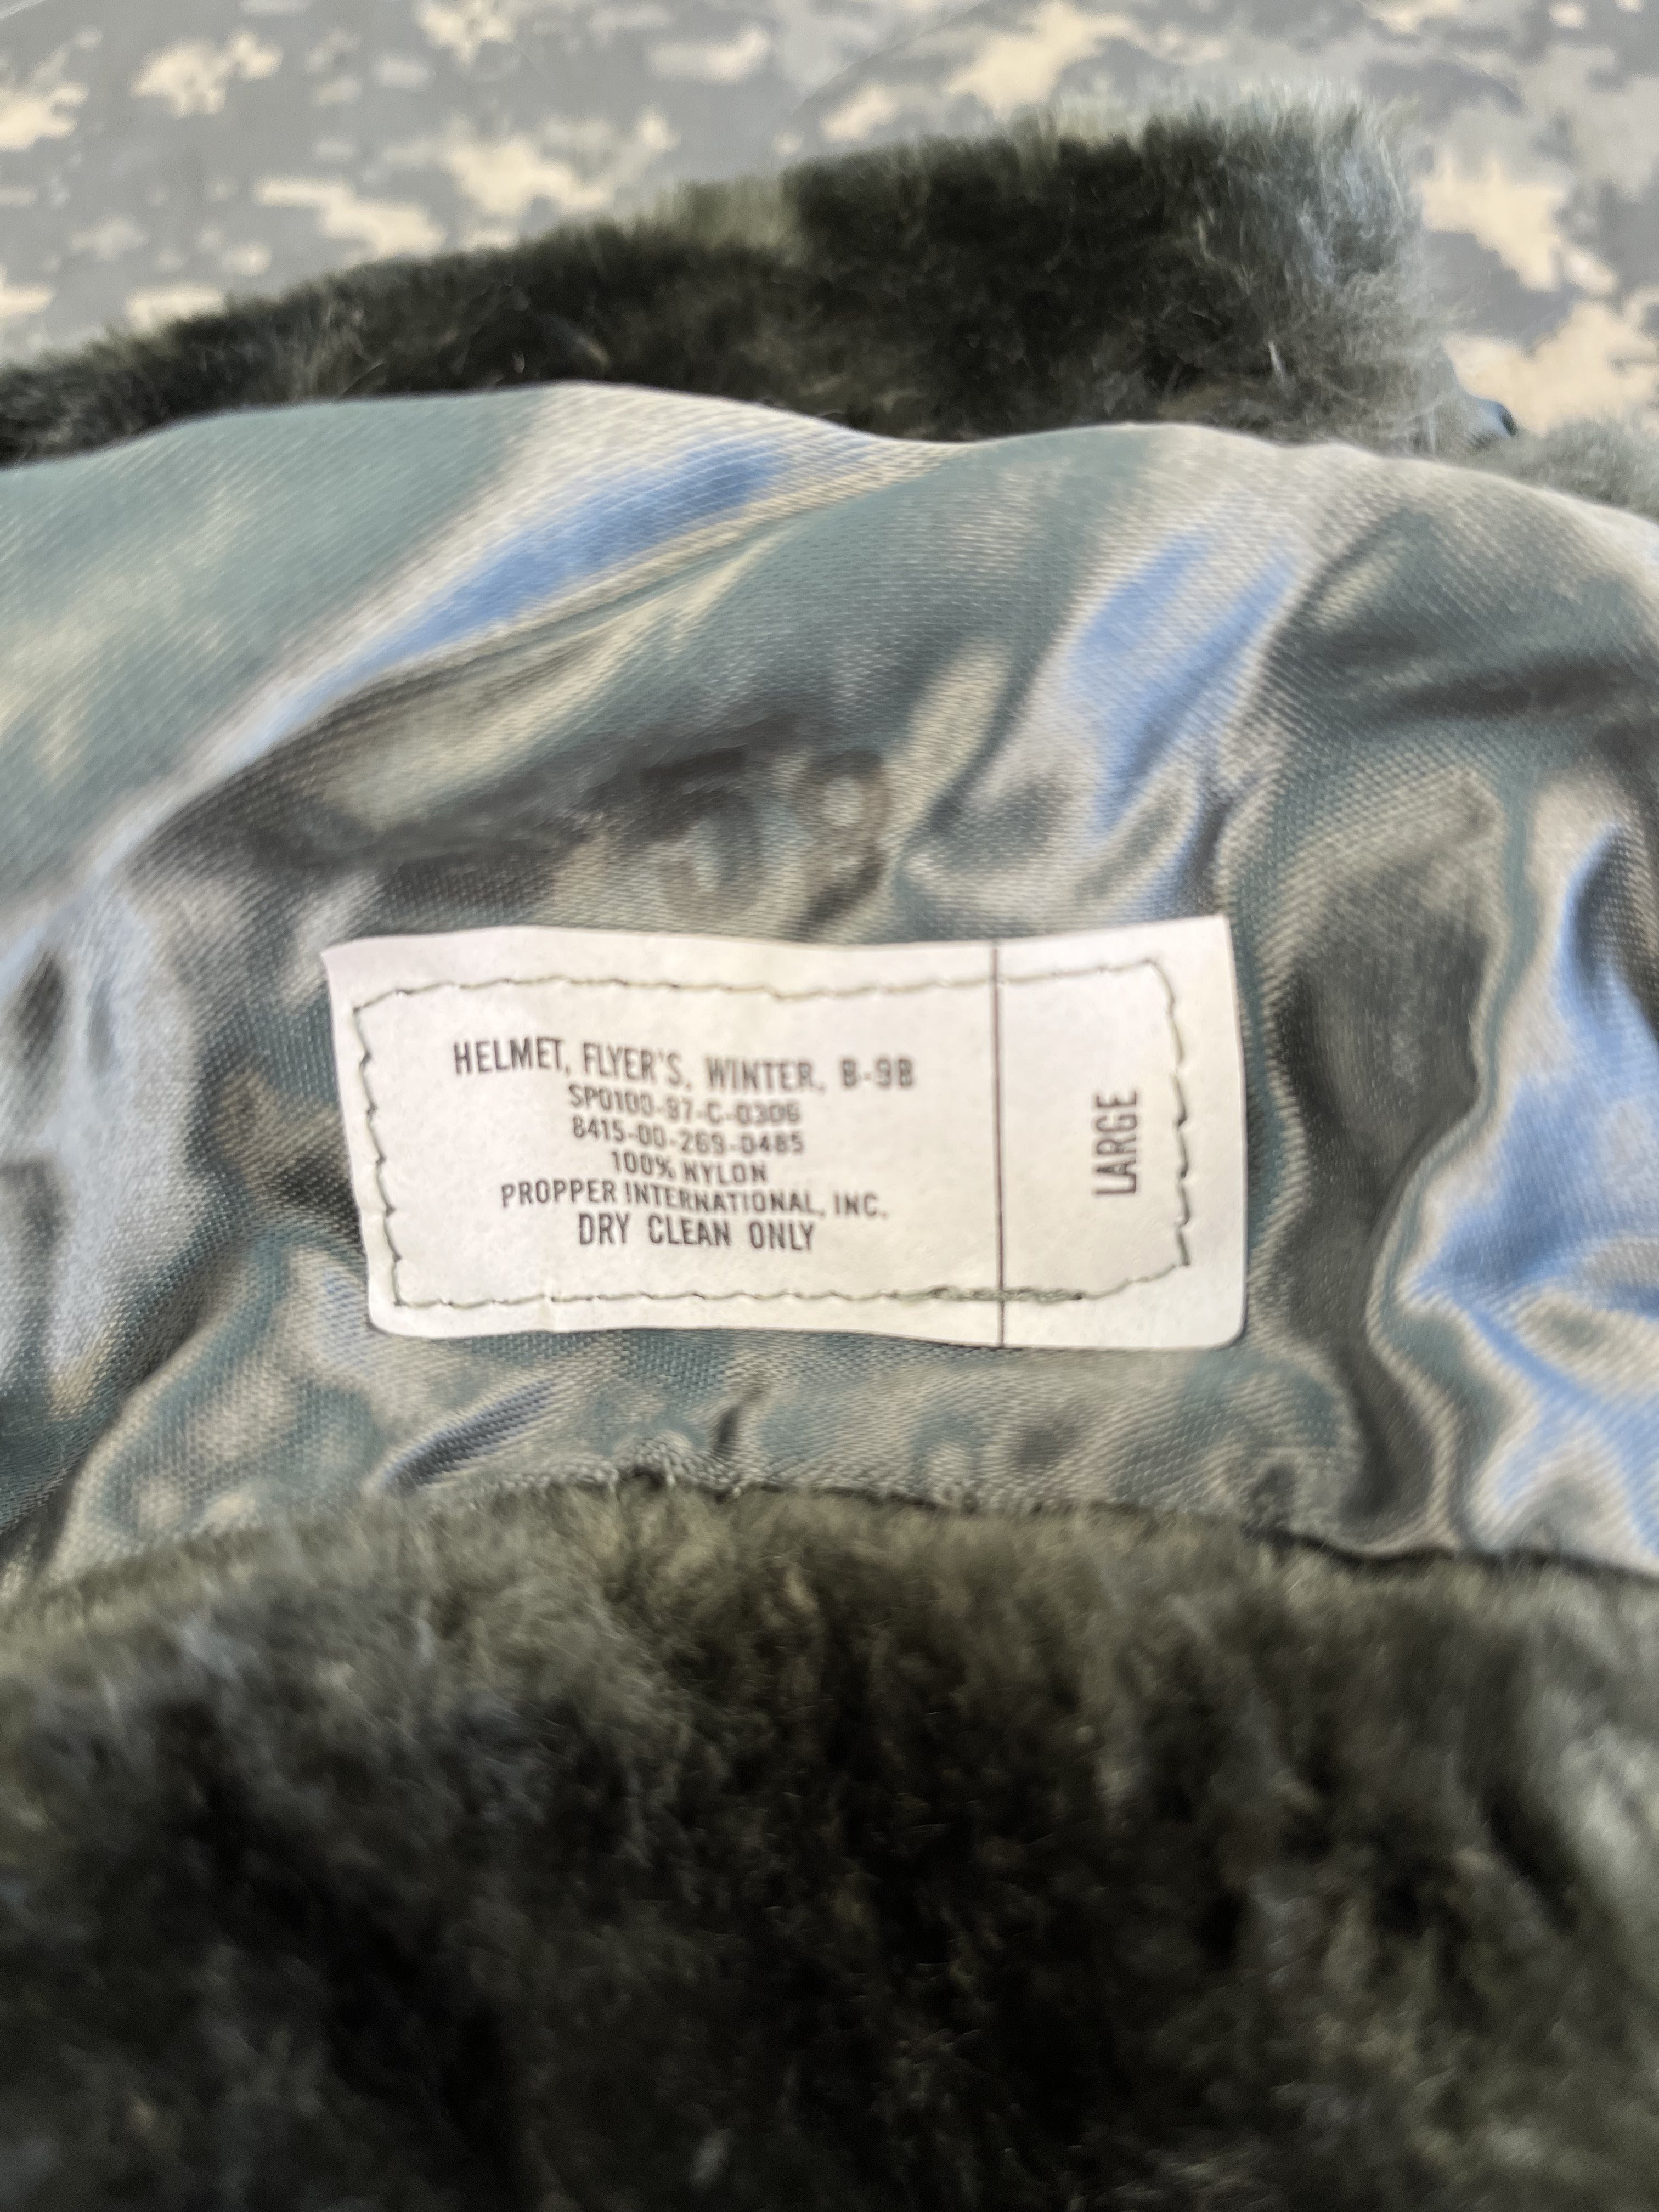 HELMET, FLYER'S, WINTER, B-9B
SPO100-97-C-0306
8415-00-269-0485
100% NYLON
PROPPER INTERNATIONAL, INC.
DRY CLEAN ONLY
LARGE